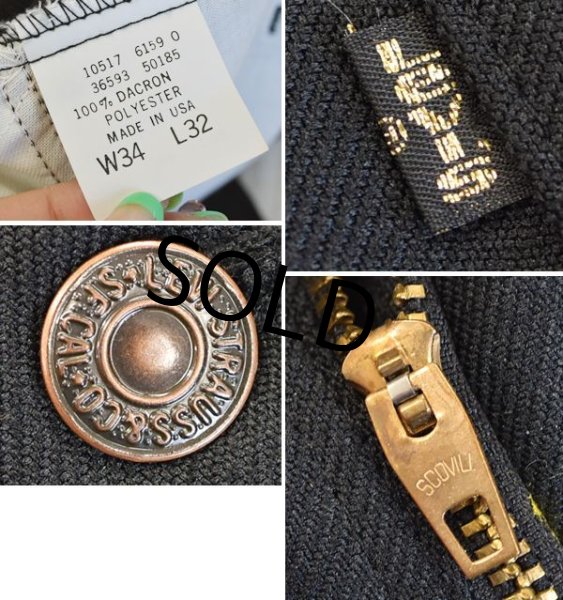 10517 6159 0
36593 50185
100% DACRON
POLYESTER
MADE IN USA
W34 L32
LEVI'S
®
LEVI STRAUSS & CO
S.F. CAL
SCOVILL
SOLD